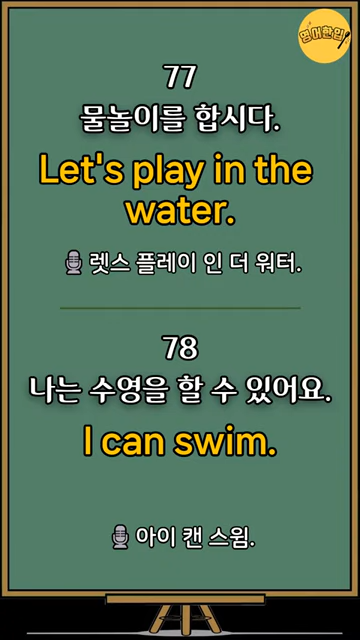 영어한입
77
물놀이를 합시다.
Let's play in the
water.
렛스 플레이 인 더 워터.
78
나는 수영을 할 수 있어요.
I can swim.
아이 캔 스윔.